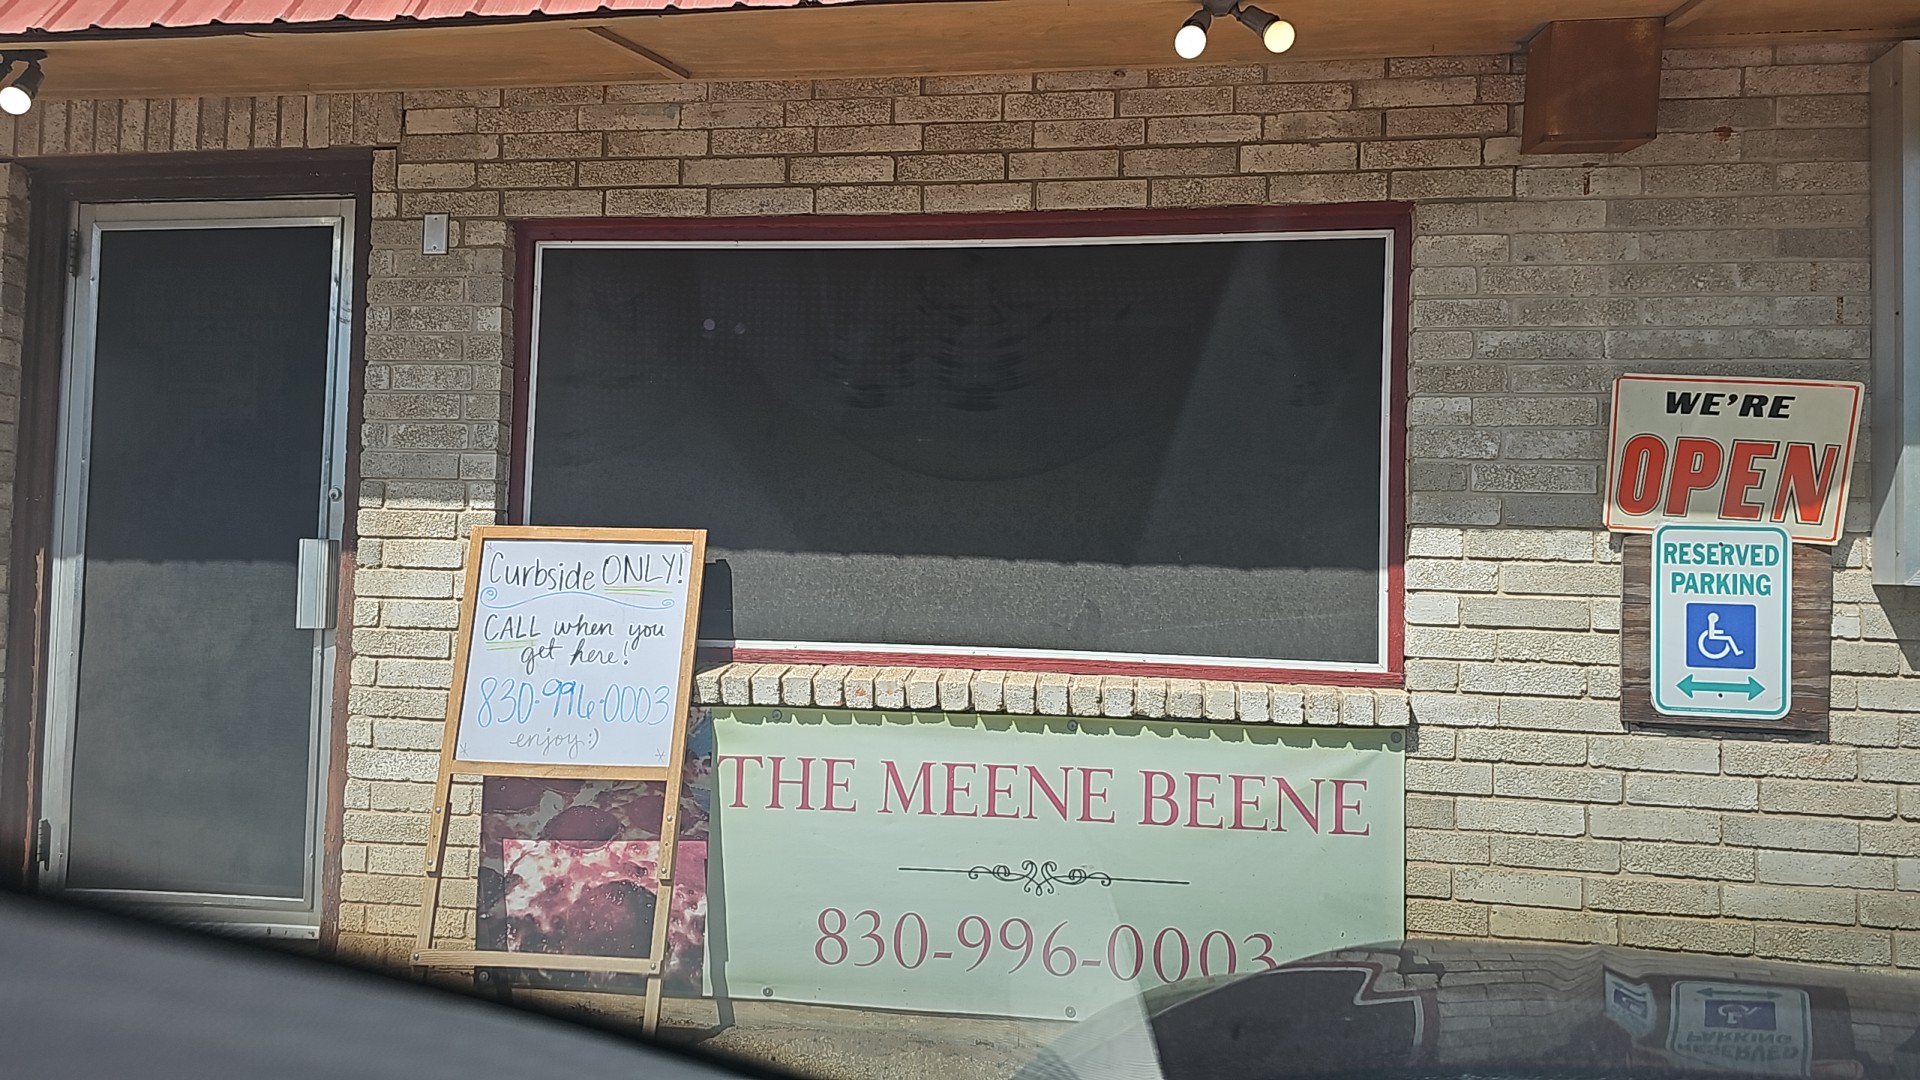 Curbside ONLY!
CALL when you
get here!
830-996-0003
enjoy :)
THE MEENE BEENE
830-996-0003
WE'RE
OPEN
RESERVED
PARKING